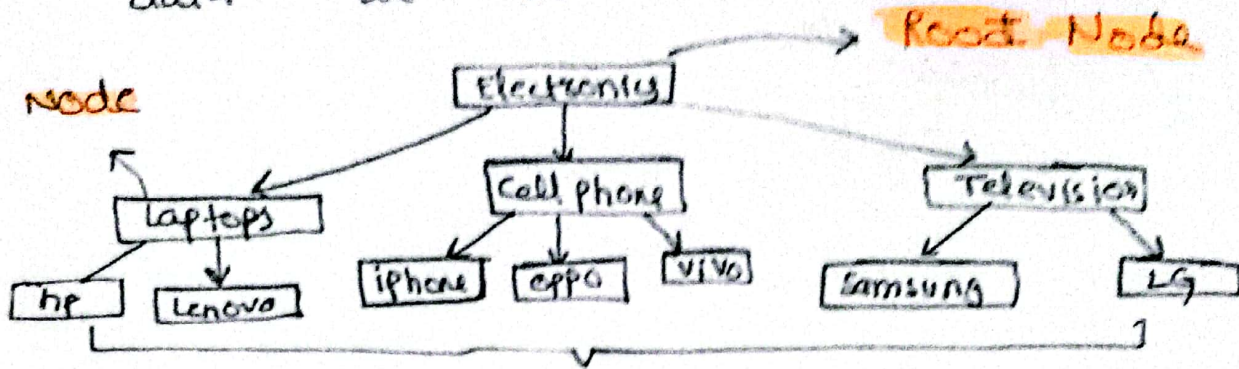 Root Node
Electronics
Node
Laptops
Cell phone
Television
hp
Lenovo
iphone
oppo
vivo
Samsung
LG